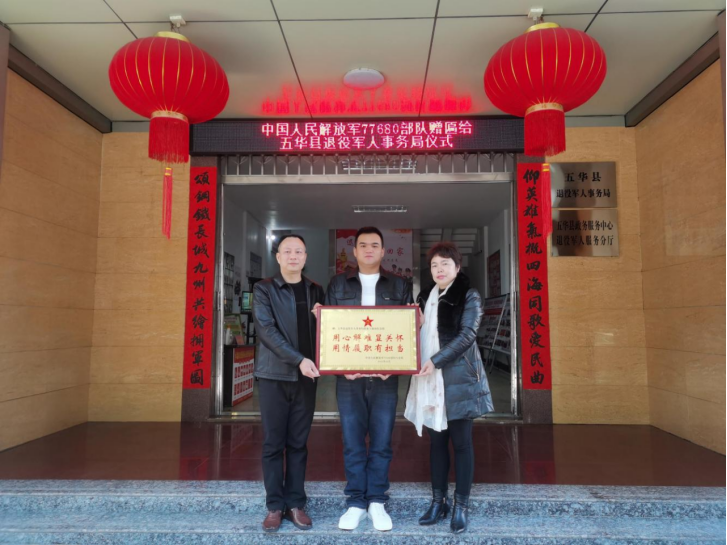 中国人民解放军77680部队赠匾给
五华县退役军人事务局仪式
颂钢铁长城九州共绘拥军图
仰英雄气概四海同歌爱民曲
五华县
退役军人事务局
五华县政务服务中心
退役军人服务分厅
用心解难显关怀
用情履职有担当